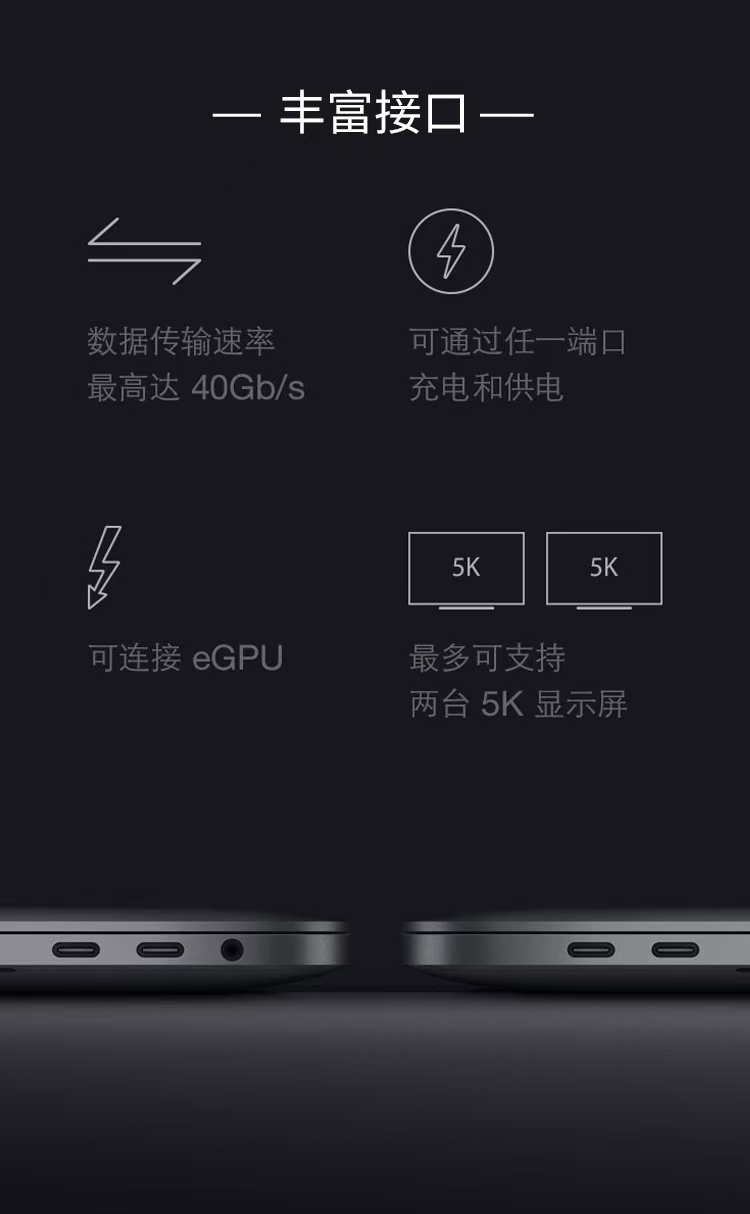 — 丰富接口 —
数据传输速率
最高达 40Gb/s
可通过任一端口
充电和供电
可连接 eGPU
5K
5K
最多可支持
两台 5K 显示屏